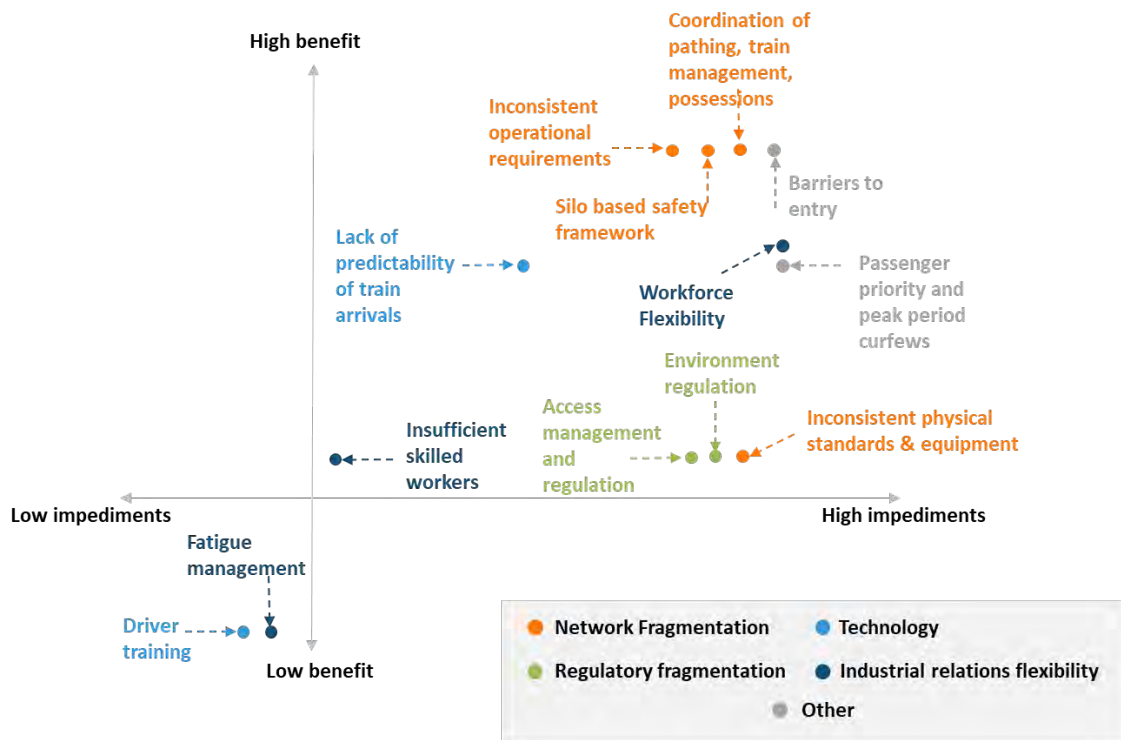 Coordination of
pathing, train
management,
possessions
High benefit
Inconsistent
operational
requirements
Barriers to
entry
Silo based safety
framework
Lack of
predictability
of train
arrivals
Workforce
Flexibility
Passenger
priority and
peak period
curfews
Environment
regulation
Access
management
and
regulation
Inconsistent physical
standards & equipment
Insufficient
skilled
workers
Low impediments
High impediments
Fatigue
management
Driver
training
Low benefit
Network Fragmentation
Technology
Regulatory fragmentation
Industrial relations flexibility
Other